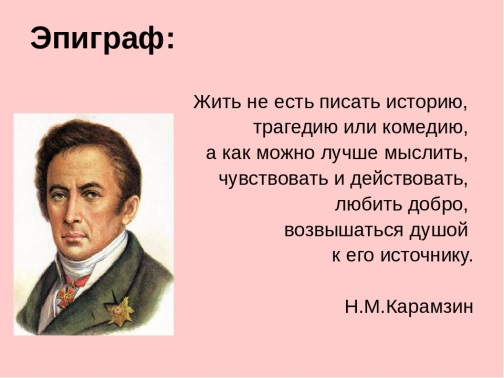 Эпиграф:
Жить не есть писать историю,
трагедию или комедию,
а как можно лучше мыслить,
чувствовать и действовать,
любить добро,
возвышаться душой
к его источнику.
Н.М.Карамзин